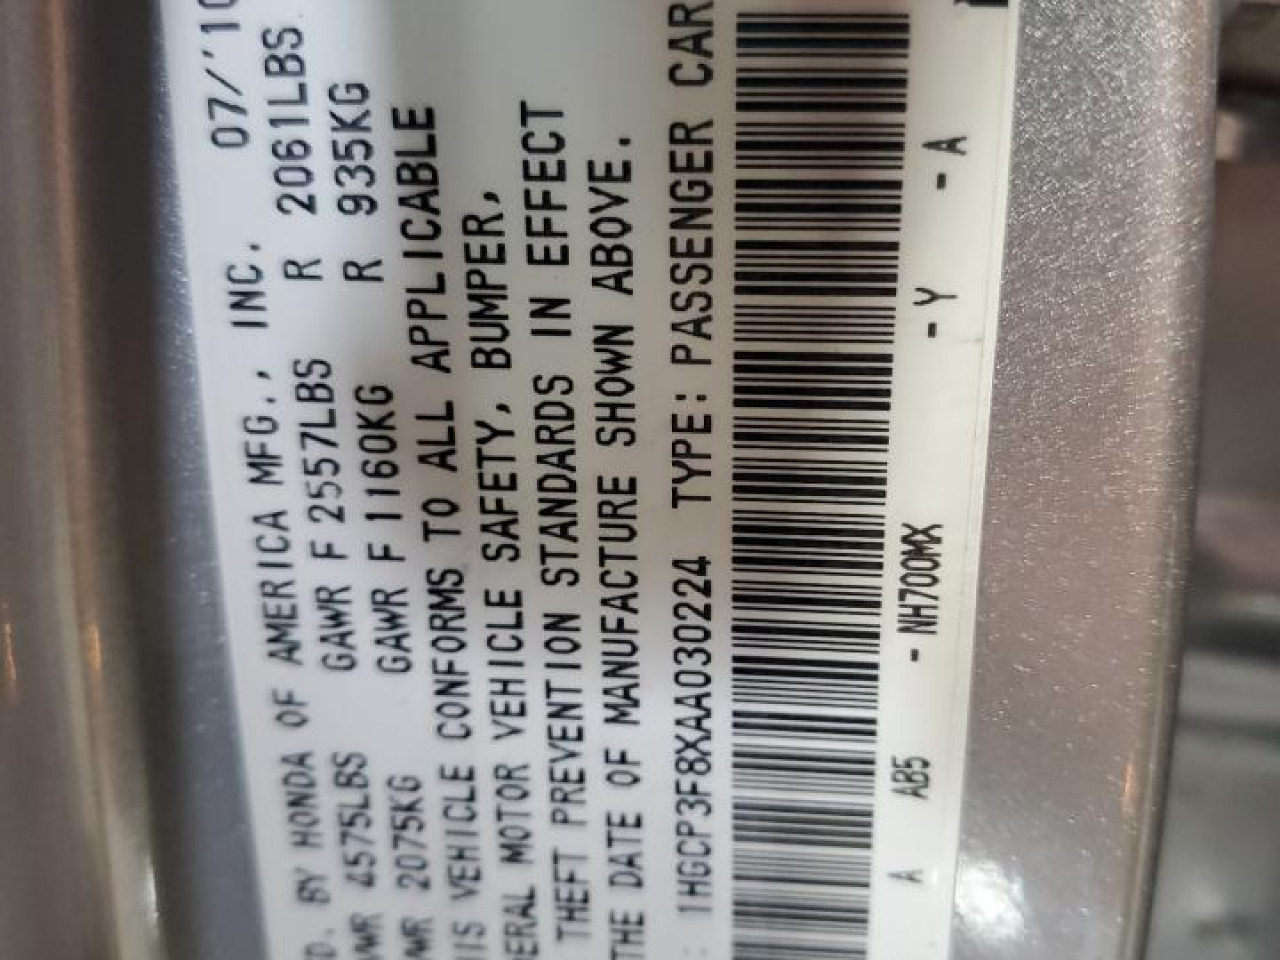 D. BY HONDA OF AMERICA MFG., INC. 07/'10
WR 4575LBS GAWR F 2557LBS R 2061LBS
WR 2075KG GAWR F 1160KG R 935KG
IS VEHICLE CONFORMS TO ALL APPLICABLE
ERAL MOTOR VEHICLE SAFETY, BUMPER,
THEFT PREVENTION STANDARDS IN EFFECT
THE DATE OF MANUFACTURE SHOWN ABOVE.
: 1HGCP3F8XAA030224 TYPE: PASSENGER CAR
A AB5 - NH700MX - Y - A